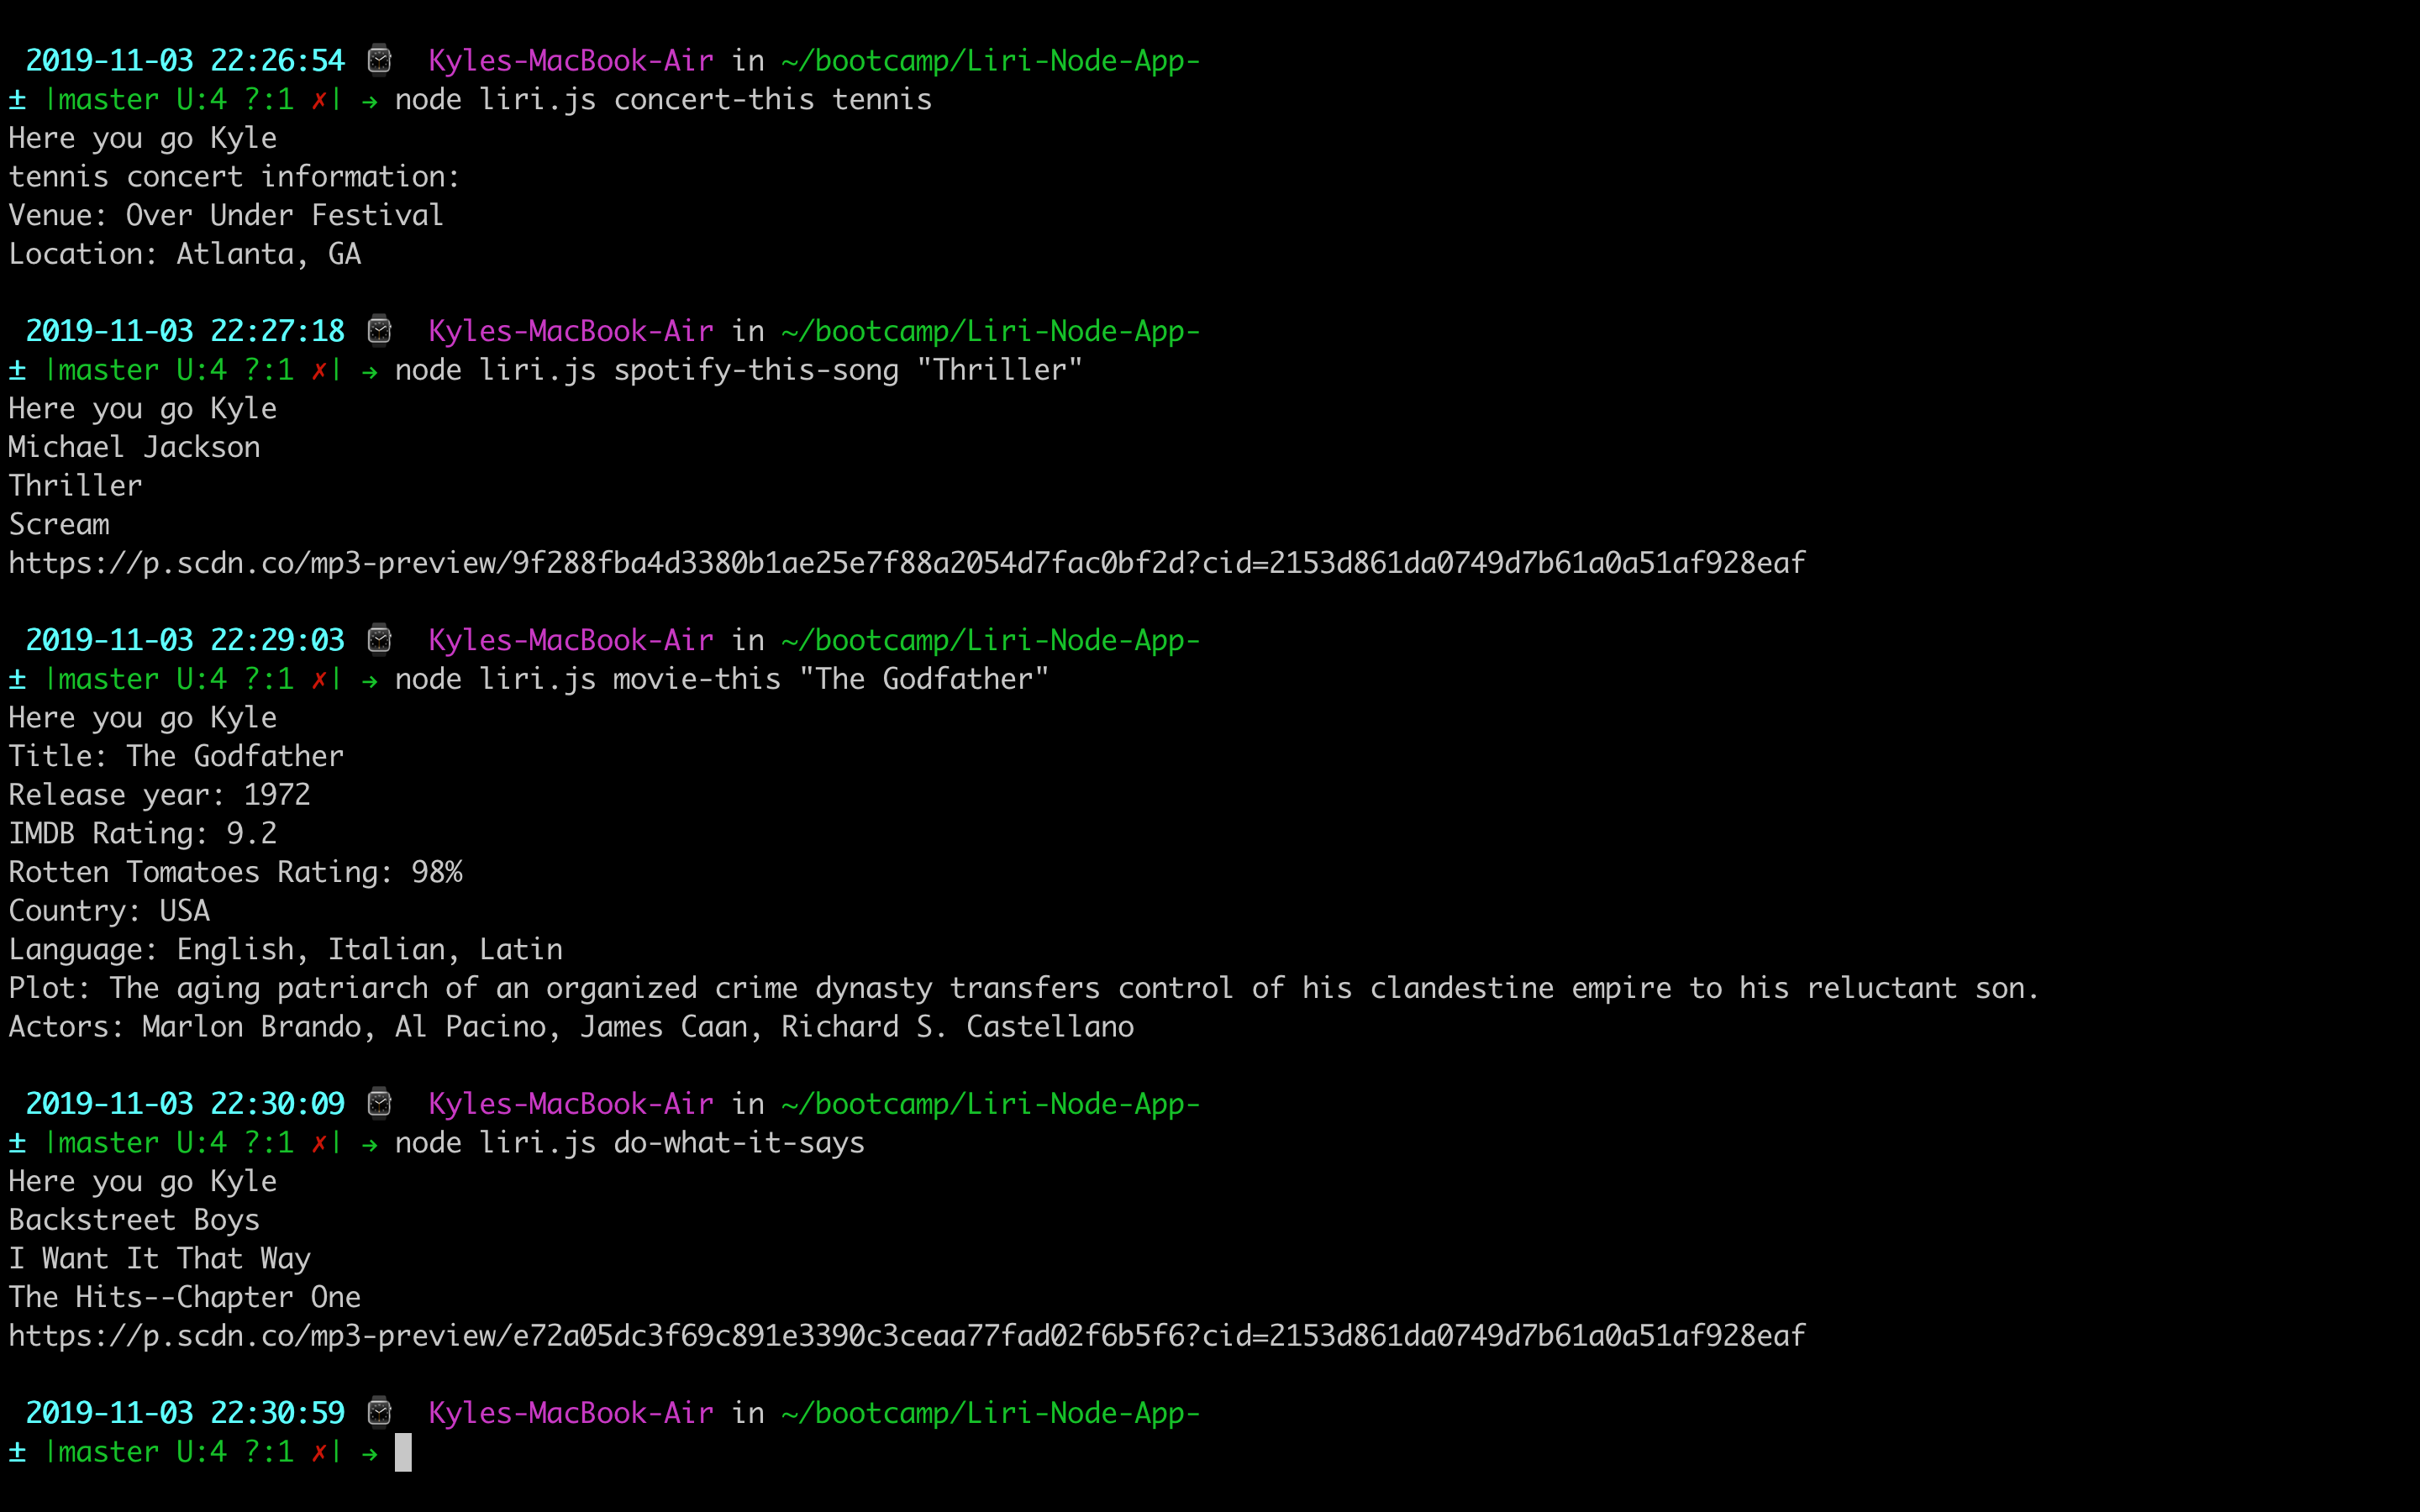 2019-11-03 22:26:54 ⌚ Kyles-MacBook-Air in ~/bootcamp/Liri-Node-App-
± |master U:4 ?:1 ✗| → node liri.js concert-this tennis
Here you go Kyle
tennis concert information:
Venue: Over Under Festival
Location: Atlanta, GA
2019-11-03 22:27:18 ⌚ Kyles-MacBook-Air in ~/bootcamp/Liri-Node-App-
± |master U:4 ?:1 ✗| → node liri.js spotify-this-song "Thriller"
Here you go Kyle
Michael Jackson
Thriller
Scream
https://p.scdn.co/mp3-preview/9f288fba4d3380b1ae25e7f88a2054d7fac0bf2d?cid=2153d861da0749d7b61a0a51af928eaf
2019-11-03 22:29:03 ⌚ Kyles-MacBook-Air in ~/bootcamp/Liri-Node-App-
± |master U:4 ?:1 ✗| → node liri.js movie-this "The Godfather"
Here you go Kyle
Title: The Godfather
Release year: 1972
IMDB Rating: 9.2
Rotten Tomatoes Rating: 98%
Country: USA
Language: English, Italian, Latin
Plot: The aging patriarch of an organized crime dynasty transfers control of his clandestine empire to his reluctant son.
Actors: Marlon Brando, Al Pacino, James Caan, Richard S. Castellano
2019-11-03 22:30:09 ⌚ Kyles-MacBook-Air in ~/bootcamp/Liri-Node-App-
± |master U:4 ?:1 ✗| → node liri.js do-what-it-says
Here you go Kyle
Backstreet Boys
I Want It That Way
The Hits--Chapter One
https://p.scdn.co/mp3-preview/e72a05dc3f69c891e3390c3ceaa77fad02f6b5f6?cid=2153d861da0749d7b61a0a51af928eaf
2019-11-03 22:30:59 ⌚ Kyles-MacBook-Air in ~/bootcamp/Liri-Node-App-
± |master U:4 ?:1 ✗| →